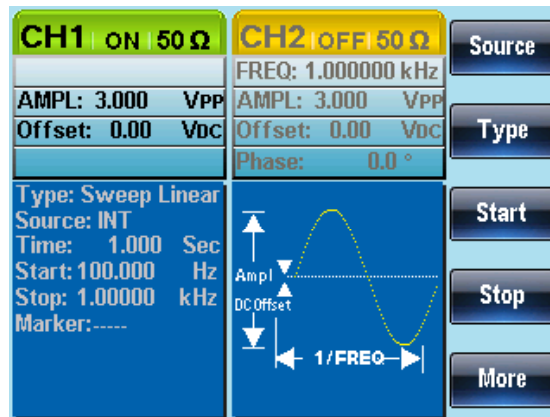 CH1 ON 50 Ω
AMPL: 3.000 VPP
Offset: 0.00 VDC
Type: Sweep Linear
Source: INT
Time: 1.000 Sec
Start: 100.000 Hz
Stop: 1.00000 kHz
Marker:-----
CH2 OFF 50 Ω
FREQ: 1.000000 kHz
AMPL: 3.000 VPP
Offset: 0.00 VDC
Phase: 0.0 °
Ampl
DC Offset
1/FREQ
Source
Type
Start
Stop
More